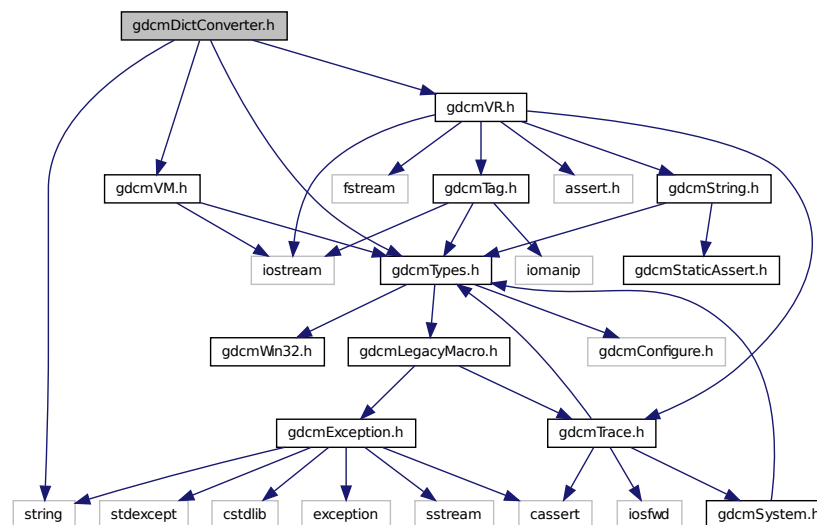 gdcmDictConverter.h
gdcmVR.h
fstream
gdcmTag.h
assert.h
gdcmString.h
gdcmVM.h
iostream
gdcmTypes.h
iomanip
gdcmStaticAssert.h
gdcmWin32.h
gdcmLegacyMacro.h
gdcmConfigure.h
gdcmException.h
gdcmTrace.h
string
stdexcept
cstdlib
exception
sstream
cassert
iosfwd
gdcmSystem.h